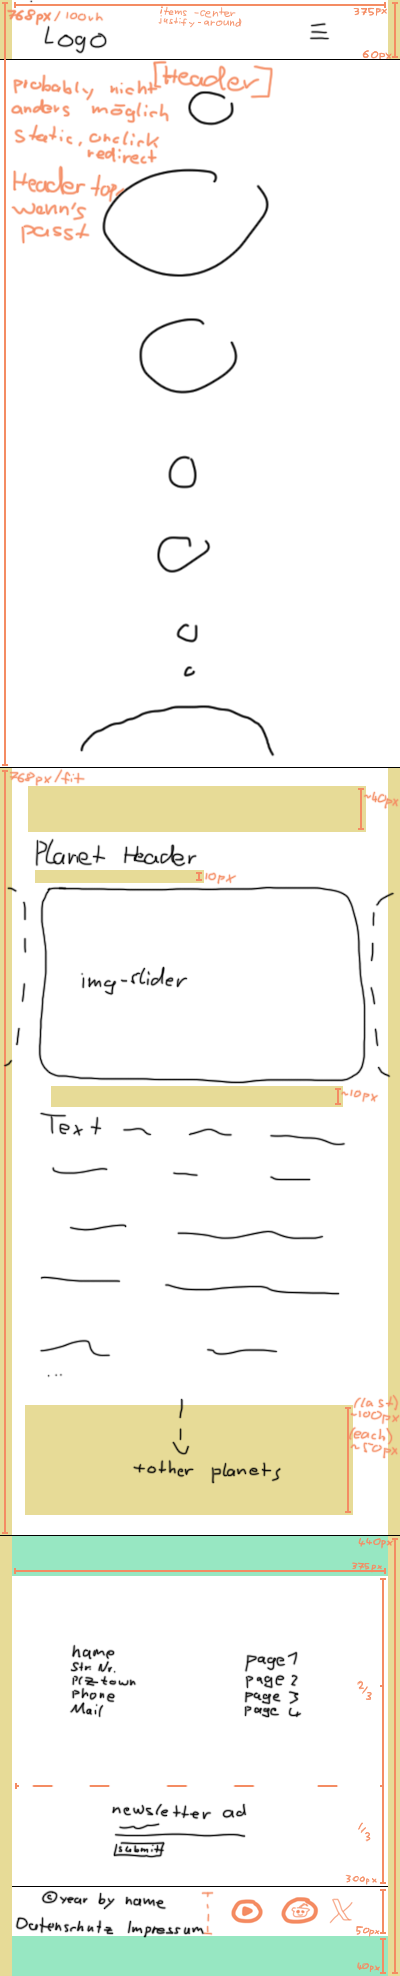 768px / 100vh
items-center
justify-around
375px
Logo
60px
[Header]
probably nicht
anders möglich
static, onclick
redirect
Header top
wenn's
passt
768px/fit
~40px
Planet Header
10px
img-slider
~10px
Text
...
(last)
~100px
(each)
~50px
+other planets
440px
375px
name
Str. Nr.
Plz town
phone
Mail
page 1
page 2
page 3
page 4
2/3
newsletter ad
submit
1/3
300px
© year by name
Datenschutz Impressum
50px
40px